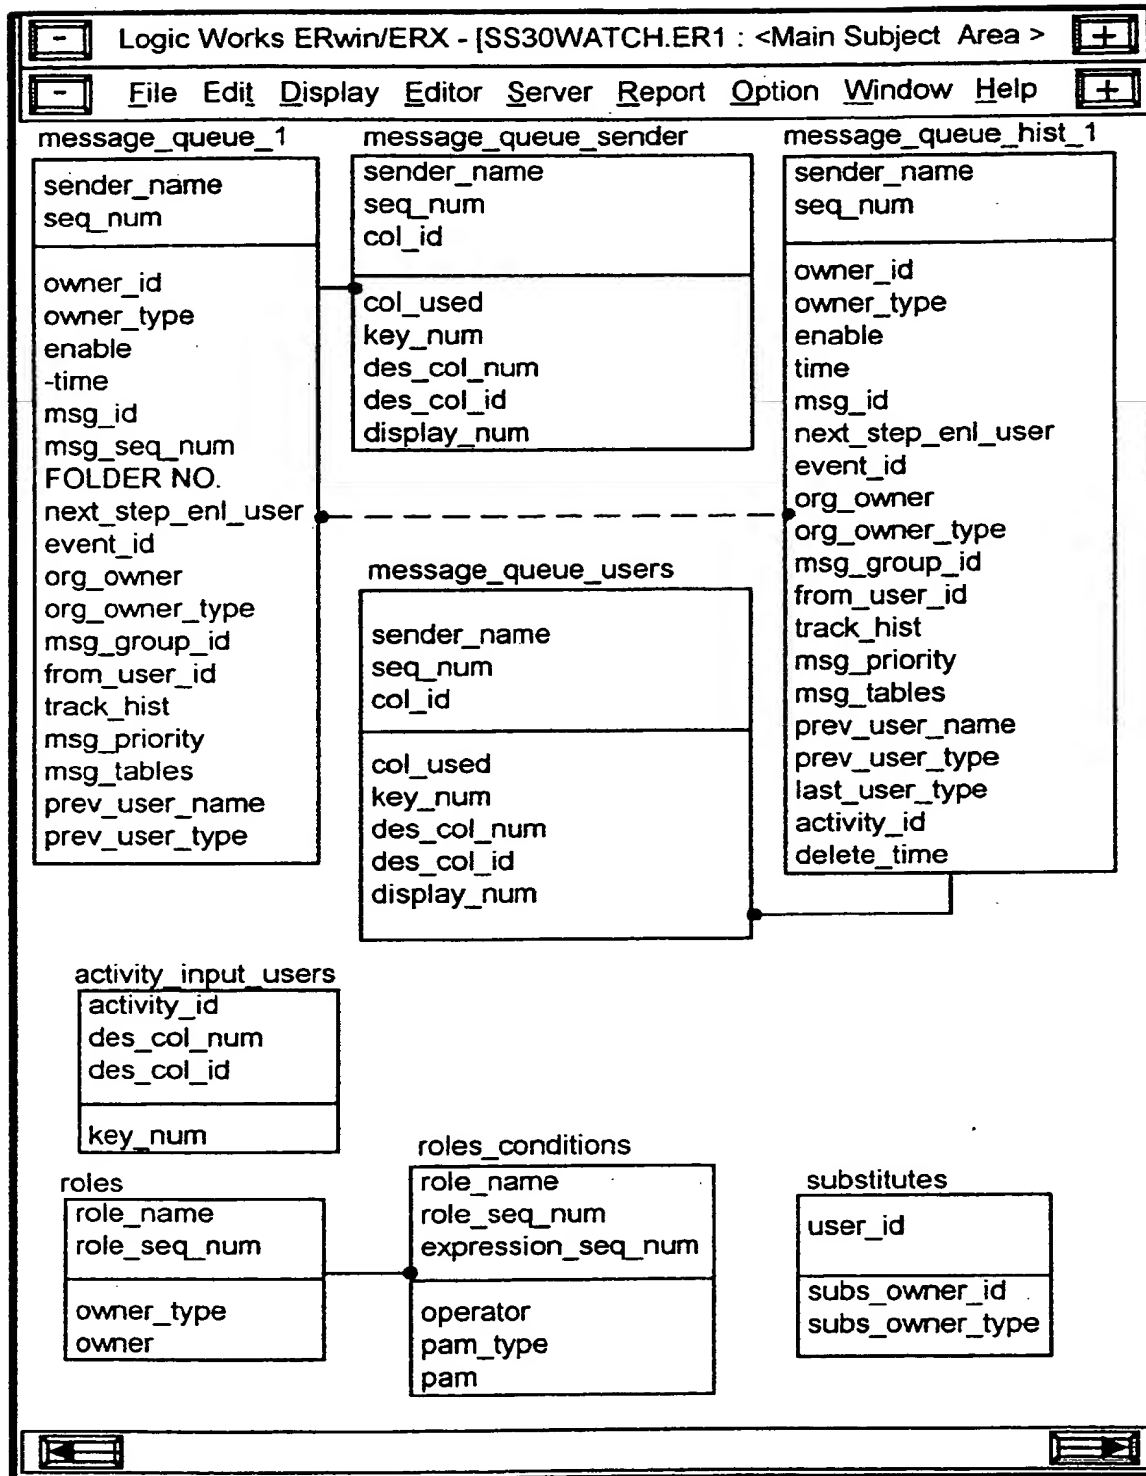 Logic Works ERwin/ERX - [SS30WATCH.ER1 : <Main Subject Area >
File Edit Display Editor Server Report Option Window Help
message_queue_1
sender_name
seq_num
owner_id
owner_type
enable
-time
msg_id
msg_seq_num
FOLDER NO.
next_step_enl_user
event_id
org_owner
org_owner_type
msg_group_id
from_user_id
track_hist
msg_priority
msg_tables
prev_user_name
prev_user_type
message_queue_sender
sender_name
seq_num
col_id
col_used
key_num
des_col_num
des_col_id
display_num
message_queue_hist_1
sender_name
seq_num
owner_id
owner_type
enable
time
msg_id
next_step_enl_user
event_id
org_owner
org_owner_type
msg_group_id
from_user_id
track_hist
msg_priority
msg_tables
prev_user_name
prev_user_type
last_user_type
activity_id
delete_time
message_queue_users
sender_name
seq_num
col_id
col_used
key_num
des_col_num
des_col_id
display_num
activity_input_users
activity_id
des_col_num
des_col_id
key_num
roles
role_name
role_seq_num
owner_type
owner
roles_conditions
role_name
role_seq_num
expression_seq_num
operator
pam_type
pam
substitutes
user_id
subs_owner_id
subs_owner_type